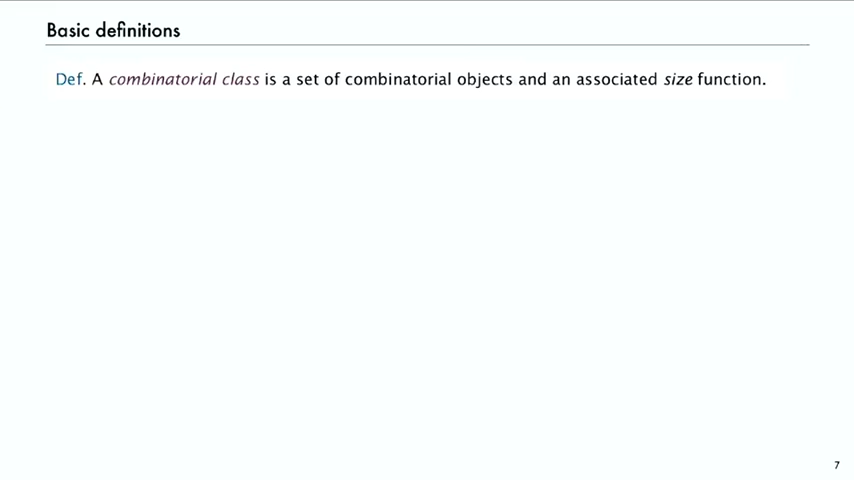 Basic definitions
Def. A combinatorial class is a set of combinatorial objects and an associated size function.
7